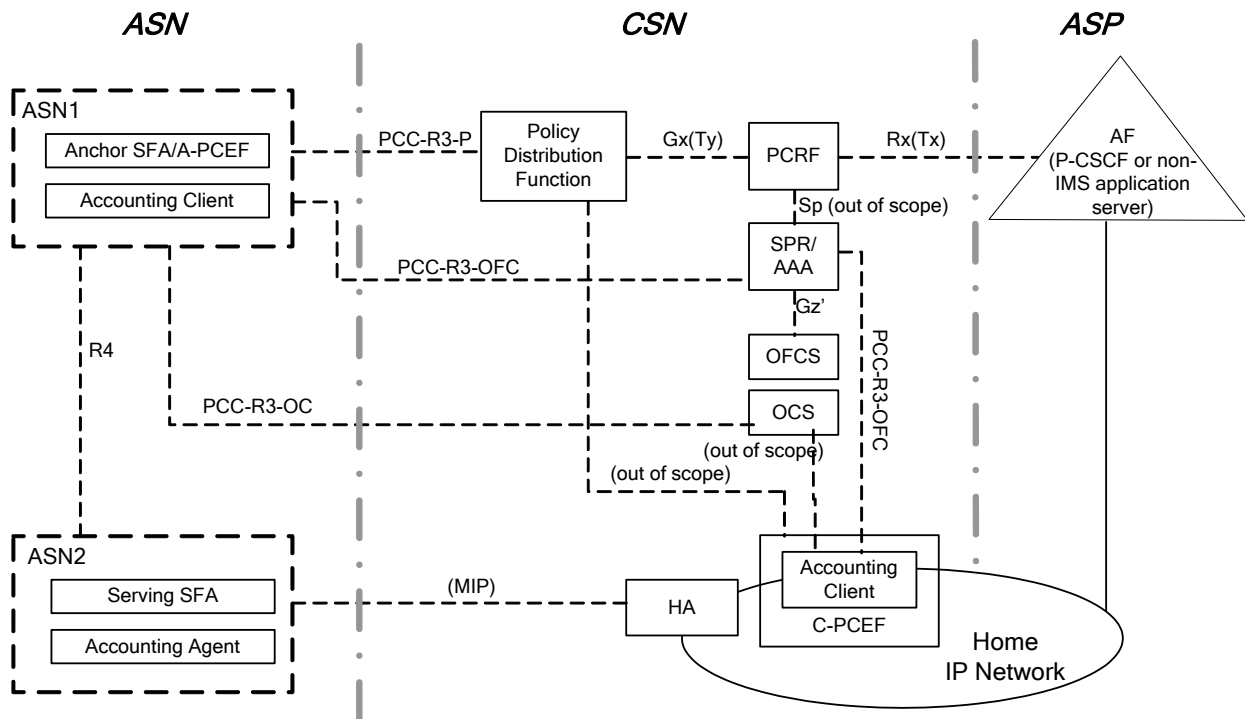 ASN
CSN
ASP
ASN1
Anchor SFA/A-PCEF
Accounting Client
PCC-R3-P
Policy
Distribution
Function
Gx(Ty)
PCRF
Rx(Tx)
AF
(P-CSCF or non-
IMS application
server)
Sp (out of scope)
SPR/
AAA
PCC-R3-OFC
Gz'
OFCS
PCC-R3-OFC
R4
PCC-R3-OC
OCS
(out of scope)
(out of scope)
ASN2
Serving SFA
Accounting Agent
(MIP)
HA
Accounting
Client
C-PCEF
Home
IP Network